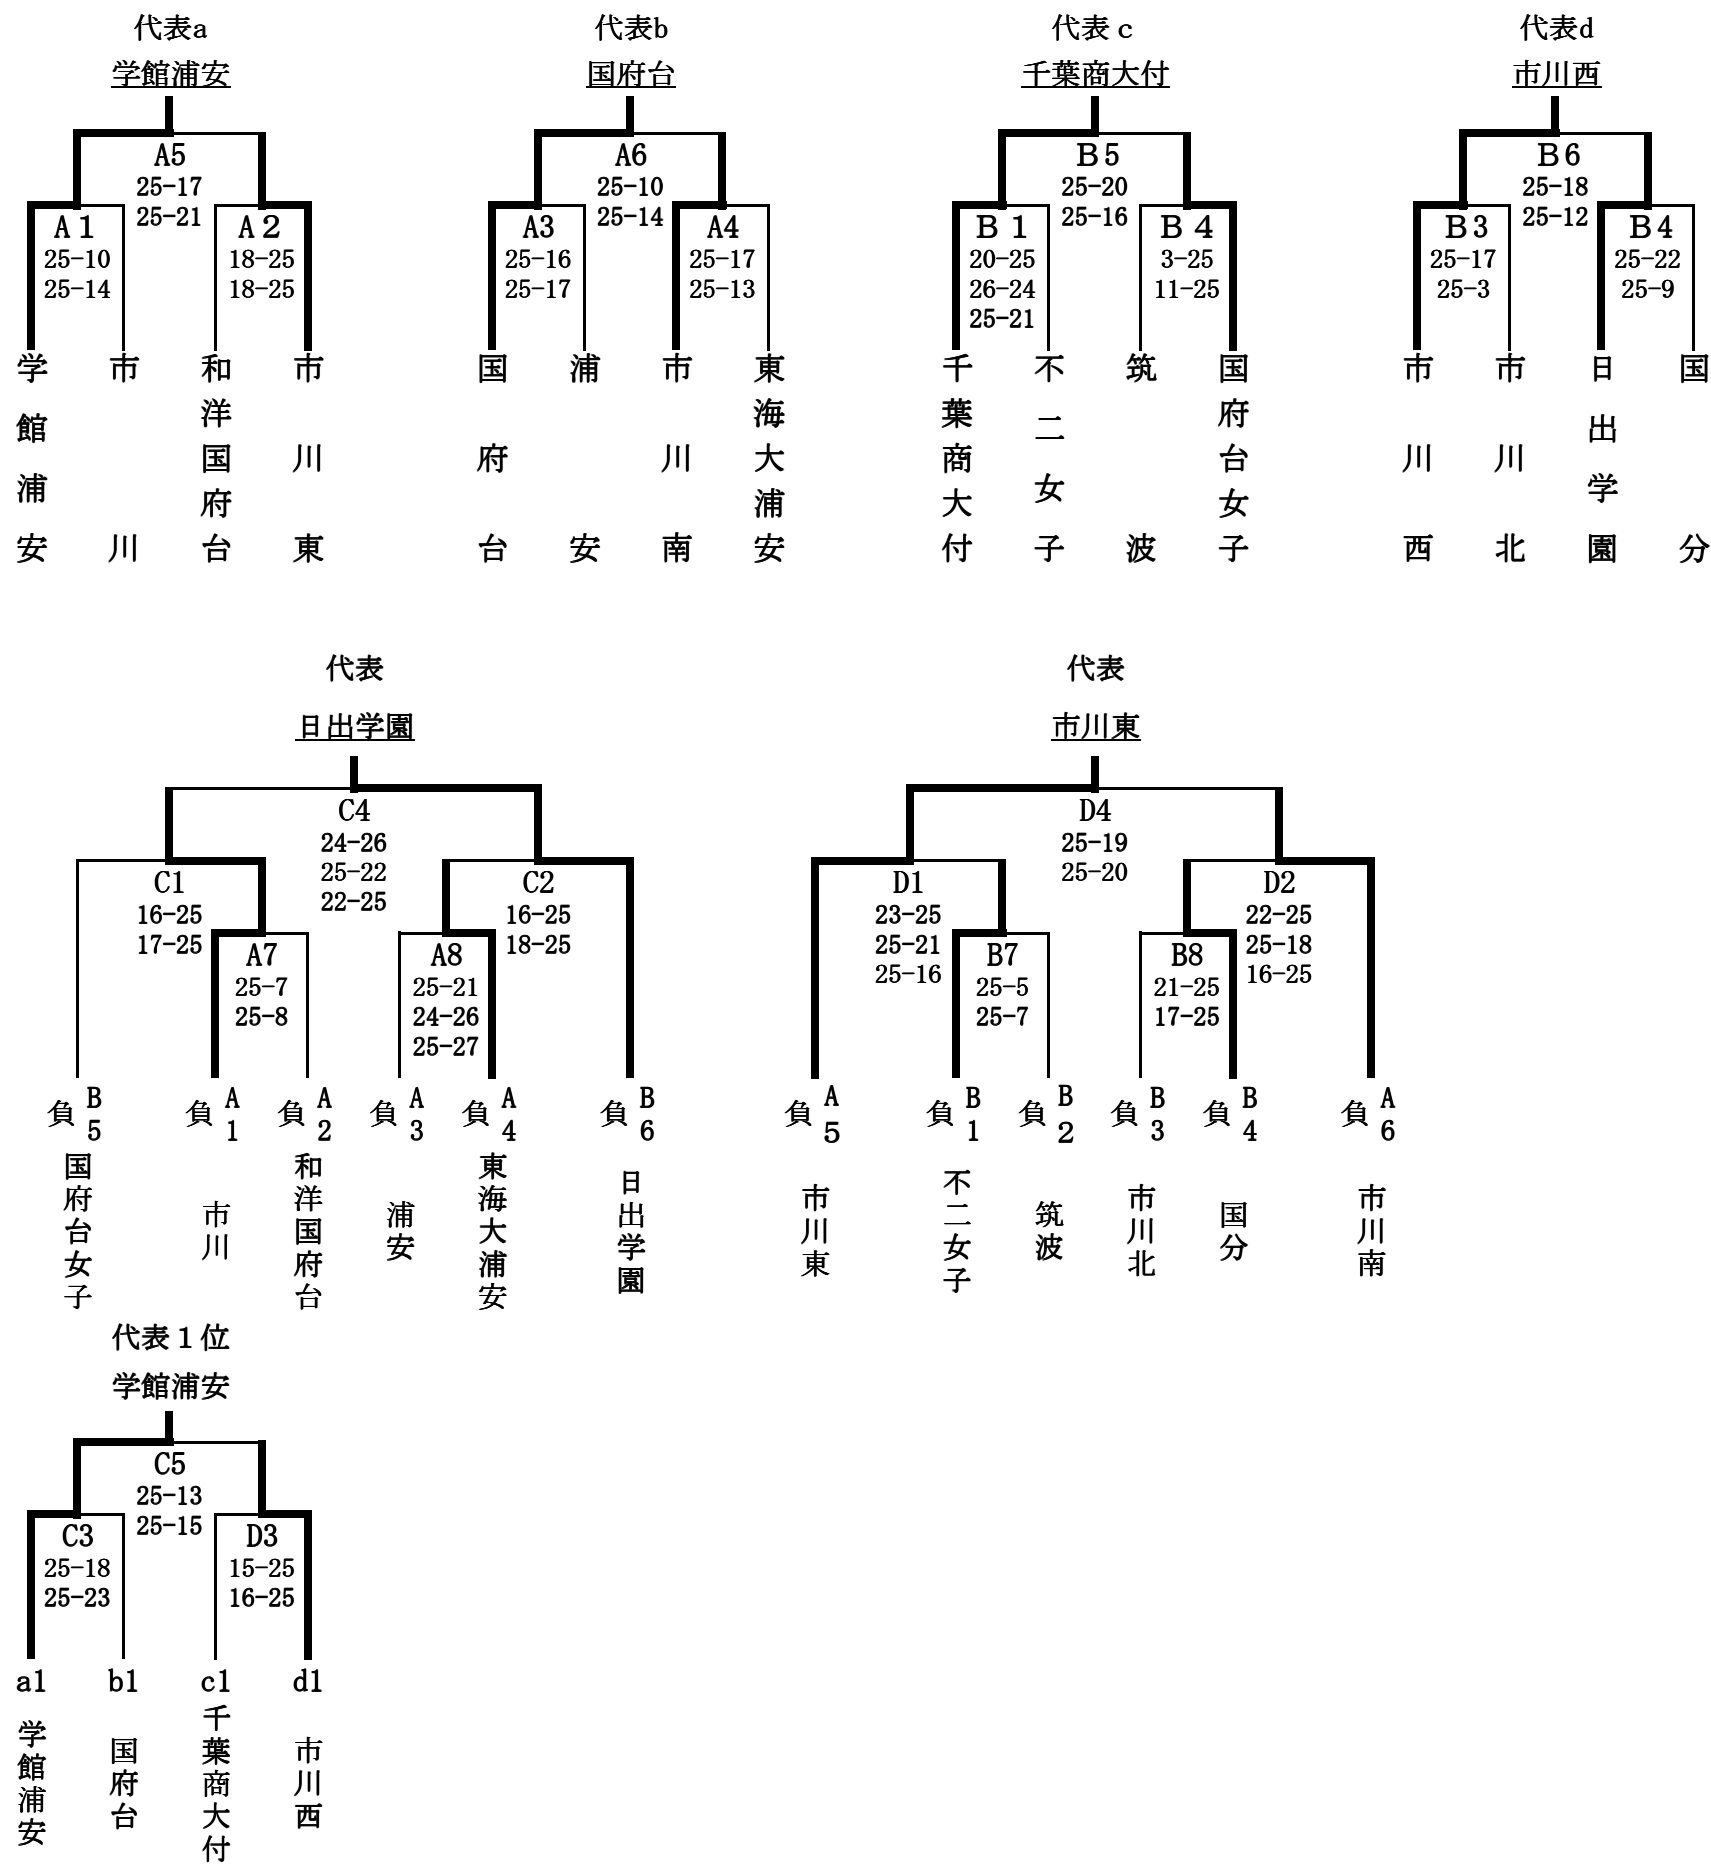 代表a
学館浦安
A5
25-17
25-21
A１
25-10
25-14
A２
18-25
18-25
学館浦安
市川
和洋国府台
市川東
代表b
国府台
A6
25-10
25-14
A3
25-16
25-17
A4
25-17
25-13
国府台
浦安
市川南
東海大浦安
代表ｃ
千葉商大付
Ｂ5
25-20
25-16
Ｂ１
20-25
26-24
25-21
Ｂ４
3-25
11-25
千葉商大付
不二女子
筑波
国府台女子
代表d
市川西
Ｂ6
25-18
25-12
Ｂ3
25-17
25-3
Ｂ4
25-22
25-9
市川西
市川北
日出学園
国分
代表
日出学園
C4
24-26
25-22
22-25
C1
16-25
17-25
C2
16-25
18-25
A7
25-7
25-8
A8
25-21
24-26
25-27
負B5
負A1
負A2
負A3
負A4
負B6
国府台女子
市川
和洋国府台
浦安
東海大浦安
日出学園
代表
市川東
D4
25-19
25-20
D1
23-25
25-21
25-16
D2
22-25
25-18
16-25
B7
25-5
25-7
B8
21-25
17-25
負A５
負B1
負B２
負B3
負B4
負A6
市川東
不二女子
筑波
市川北
国分
市川南
代表１位
学館浦安
C5
25-13
25-15
C3
25-18
25-23
D3
15-25
16-25
a1
b1
c1
d1
学館浦安
国府台
千葉商大付
市川西